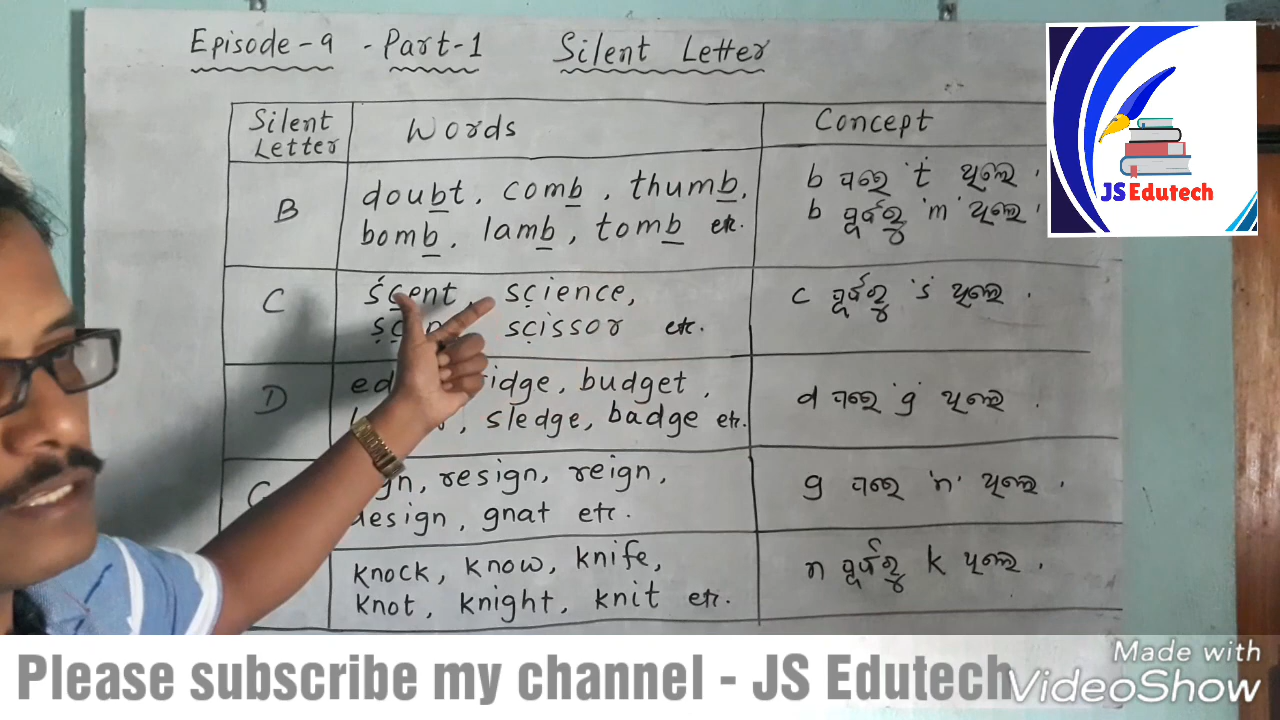 Episode-9 - Part-1 Silent Letter
Silent Letter
Words
Concept
B
doubt, comb, thumb,
bomb, lamb, tomb etc.
b ପରେ 't' ଥିଲେ.
b ପୂର୍ବରୁ 'm' ଥିଲେ.
C
scent, science,
scissor etc.
c ପୂର୍ବରୁ 's' ଥିଲେ.
D
budget,
sledge, badge etc.
d ପରେ 'g' ଥିଲେ.
resign, reign,
design, gnat etc.
g ପରେ 'n' ଥିଲେ.
knock, know, knife,
knot, knight, knit etc.
n ପୂର୍ବରୁ k ଥିଲେ.
JS Edutech
Please subscribe my channel - JS Edutech
Made with
VideoShow